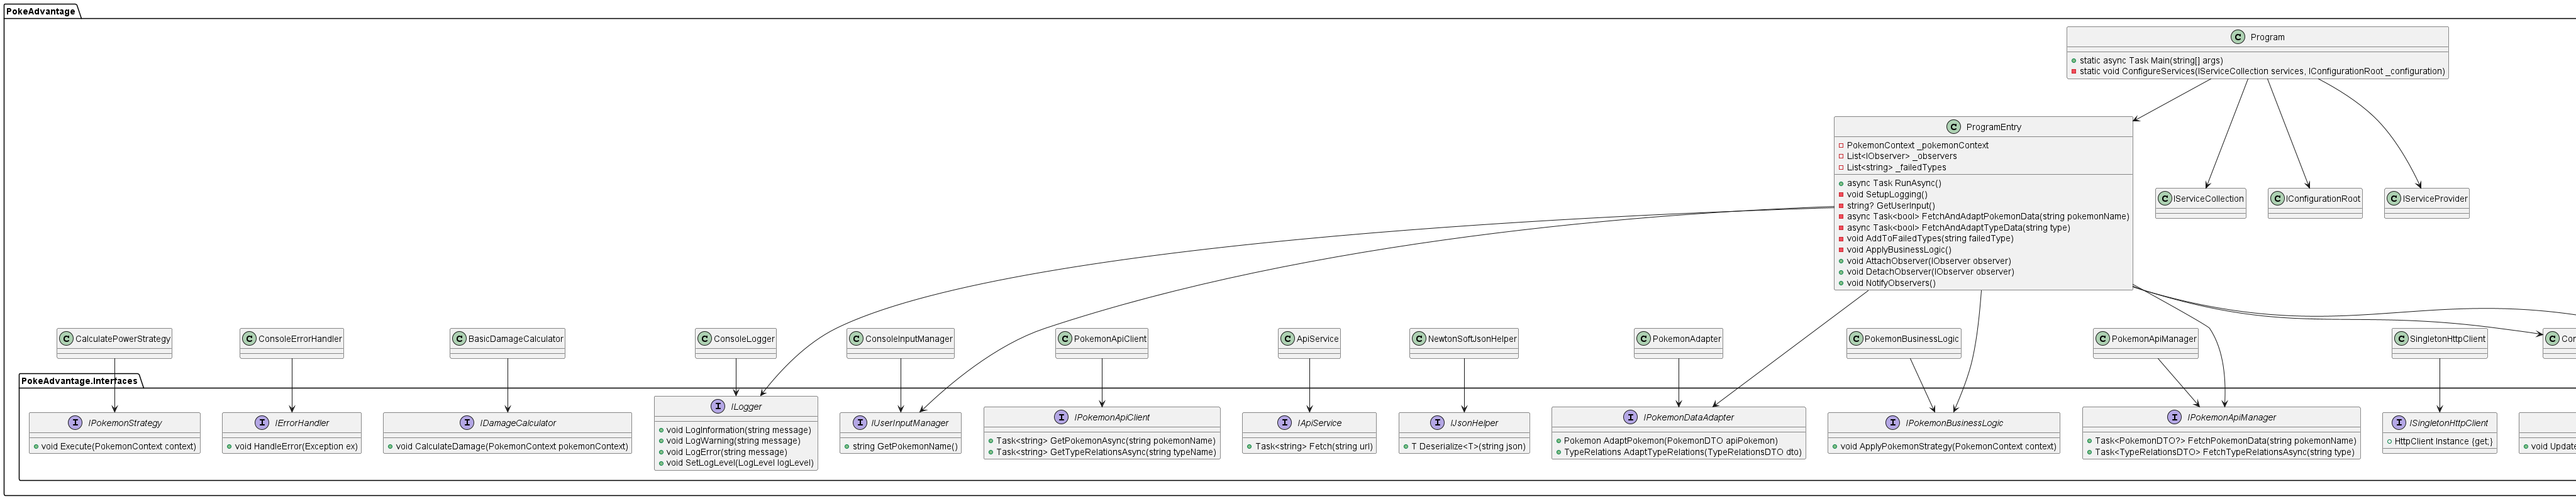 PokeAdvantage
C Program
static async Task Main(string[] args)
static void ConfigureServices(IServiceCollection services, IConfigurationRoot _configuration)
C ProgramEntry
PokemonContext _pokemonContext
List<IObserver> _observers
List<string> _failedTypes
async Task RunAsync()
void SetupLogging()
string? GetUserInput()
async Task<bool> FetchAndAdaptPokemonData(string pokemonName)
async Task<bool> FetchAndAdaptTypeData(string type)
void AddToFailedTypes(string failedType)
void ApplyBusinessLogic()
void AttachObserver(IObserver observer)
void DetachObserver(IObserver observer)
void NotifyObservers()
C IServiceCollection
C IConfigurationRoot
C IServiceProvider
C CalculatePowerStrategy
C ConsoleErrorHandler
C BasicDamageCalculator
C ConsoleLogger
C ConsoleInputManager
C PokemonApiClient
C ApiService
C NewtonSoftJsonHelper
C PokemonAdapter
C PokemonBusinessLogic
C PokemonApiManager
C SingletonHttpClient
C Con
PokeAdvantage.Interfaces
I IPokemonStrategy
void Execute(PokemonContext context)
I IErrorHandler
void HandleError(Exception ex)
I IDamageCalculator
void CalculateDamage(PokemonContext pokemonContext)
I ILogger
void LogInformation(string message)
void LogWarning(string message)
void LogError(string message)
void SetLogLevel(LogLevel logLevel)
I IUserInputManager
string GetPokemonName()
I IPokemonApiClient
Task<string> GetPokemonAsync(string pokemonName)
Task<string> GetTypeRelationsAsync(string typeName)
I IApiService
Task<string> Fetch(string url)
I IJsonHelper
T Deserialize<T>(string json)
I IPokemonDataAdapter
Pokemon AdaptPokemon(PokemonDTO apiPokemon)
TypeRelations AdaptTypeRelations(TypeRelationsDTO dto)
I IPokemonBusinessLogic
void ApplyPokemonStrategy(PokemonContext context)
I IPokemonApiManager
Task<PokemonDTO?> FetchPokemonData(string pokemonName)
Task<TypeRelationsDTO> FetchTypeRelationsAsync(string type)
I ISingletonHttpClient
HttpClient Instance {get;}
void Update